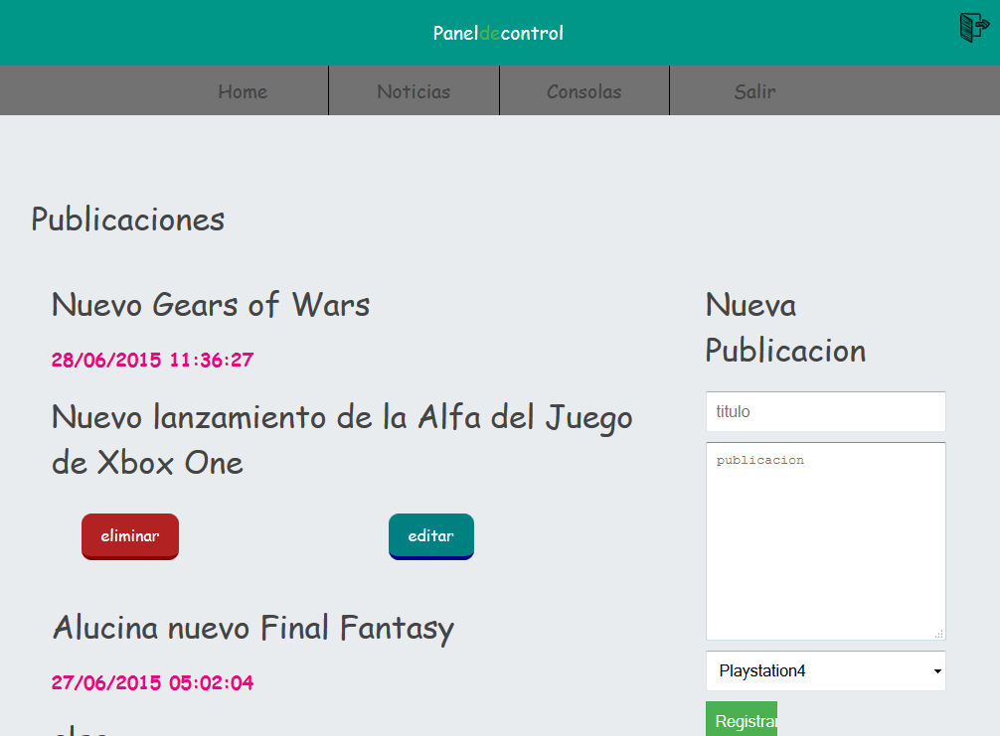 Paneldecontrol
Home Noticias Consolas Salir
Publicaciones
Nuevo Gears of Wars
28/06/2015 11:36:27
Nuevo lanzamiento de la Alfa del Juego
de Xbox One
eliminar editar
Alucina nuevo Final Fantasy
27/06/2015 05:02:04
Nueva
Publicacion
titulo
publicacion
Playstation4
Registrar